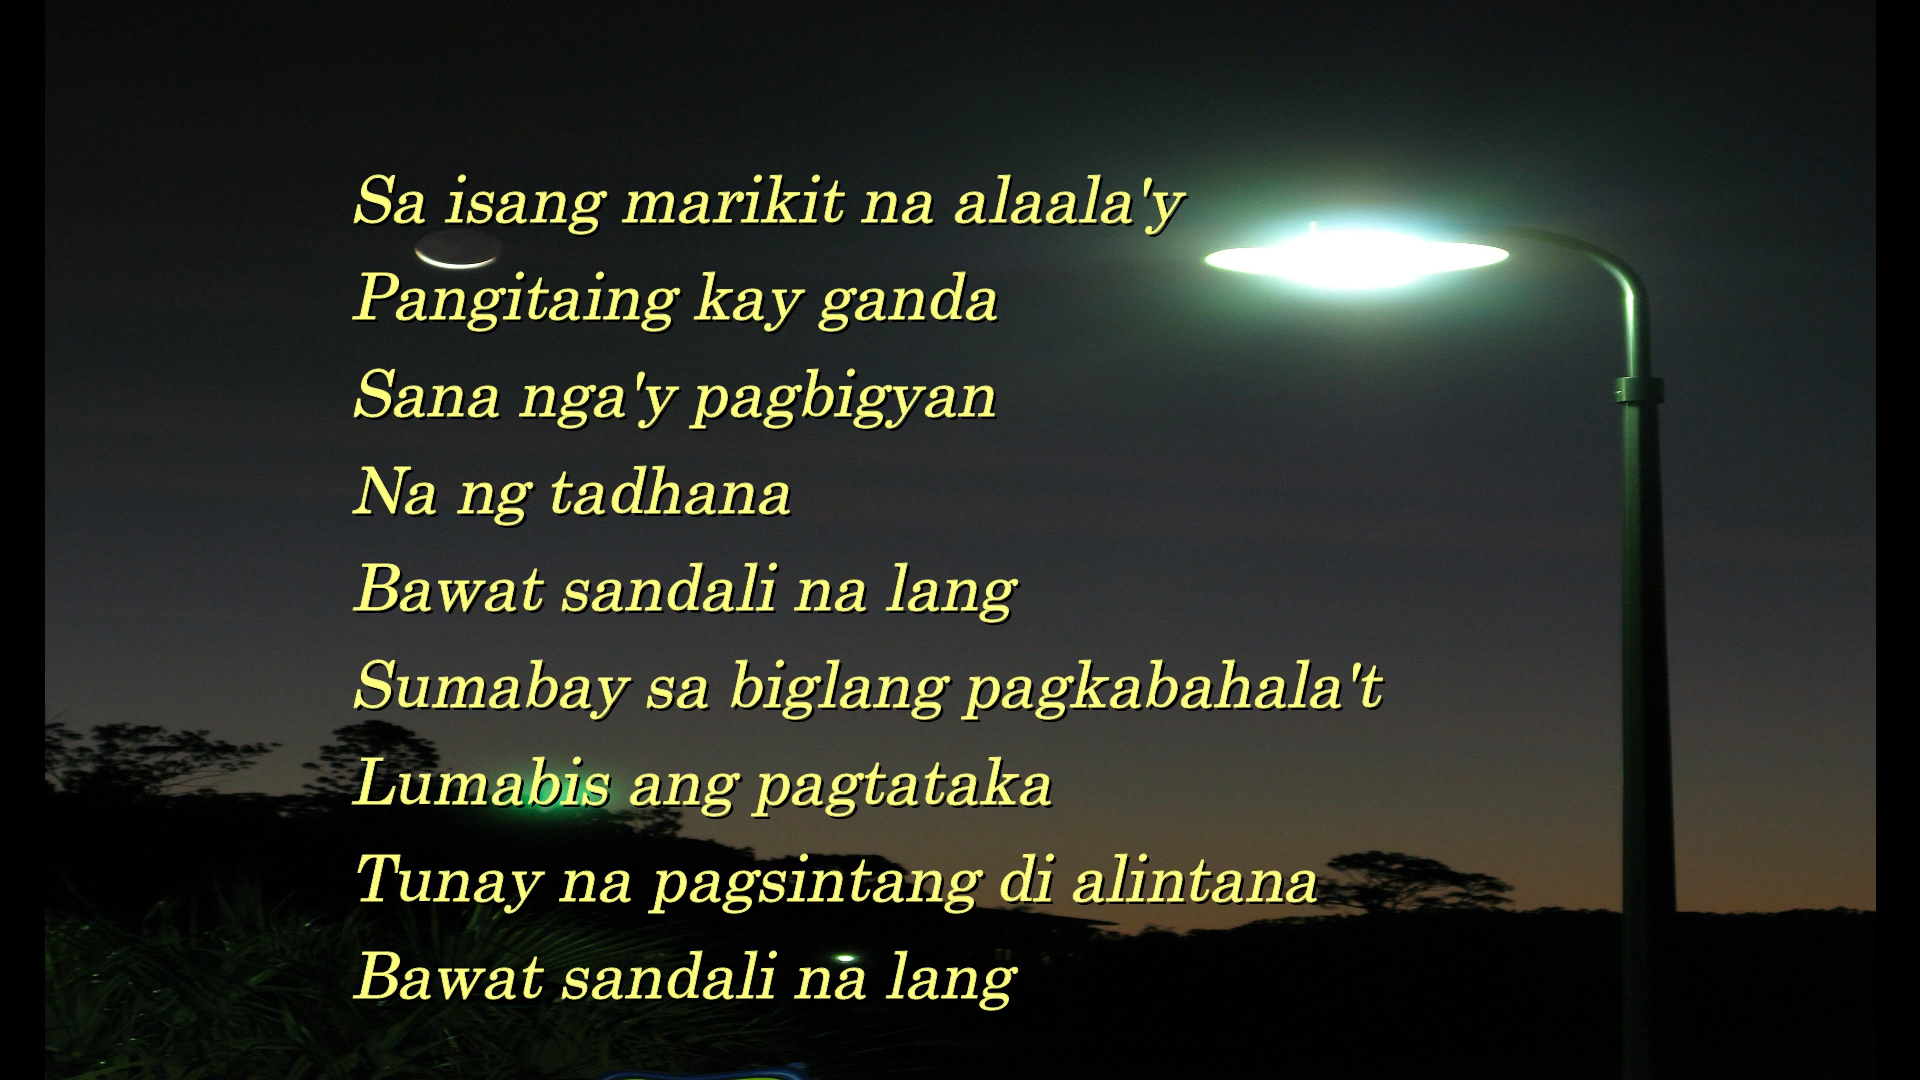 Sa isang marikit na alaala'y
Pangitaing kay ganda
Sana nga'y pagbigyan
Na ng tadhana
Bawat sandali na lang
Sumabay sa biglang pagkabahala't
Lumabis ang pagtataka
Tunay na pagsintang di alintana
Bawat sandali na lang